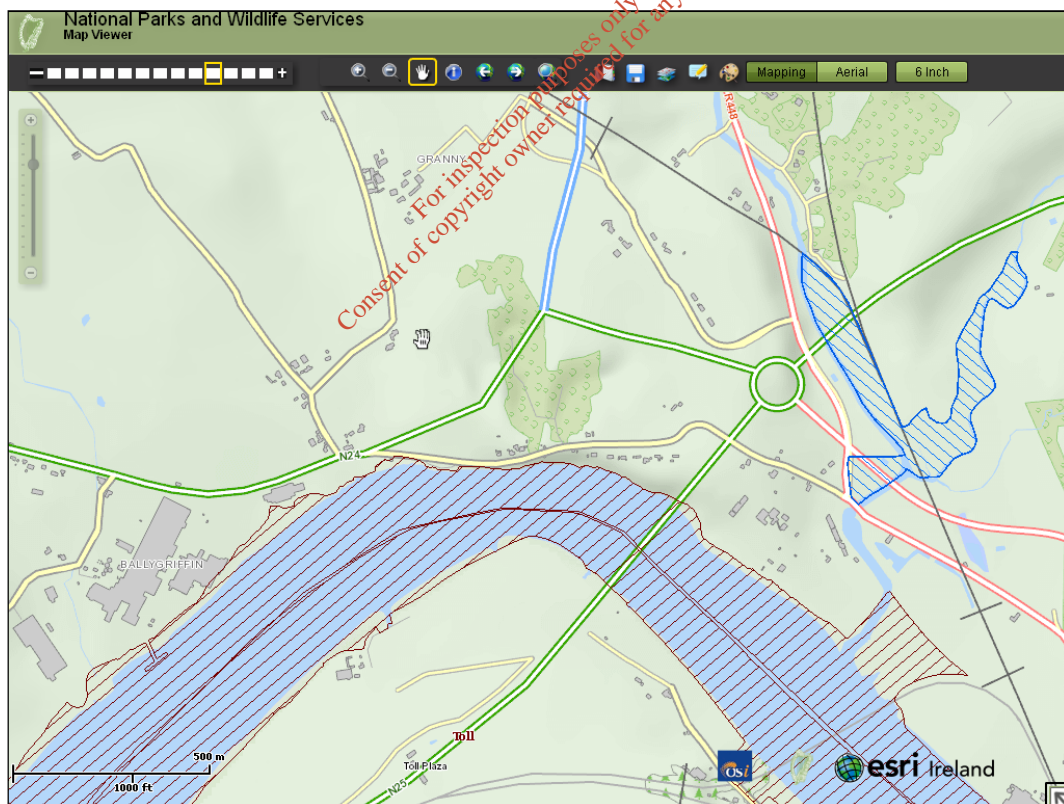 National Parks and Wildlife Services
Map Viewer
Mapping
Aerial
6 Inch
For inspection purposes only
Consent of copyright owner required for any
GRANNY
R448
N24
BALLYGRIFFIN
Toll
Toll Plaza
N25
500 m
1000 ft
OSi
esri Ireland